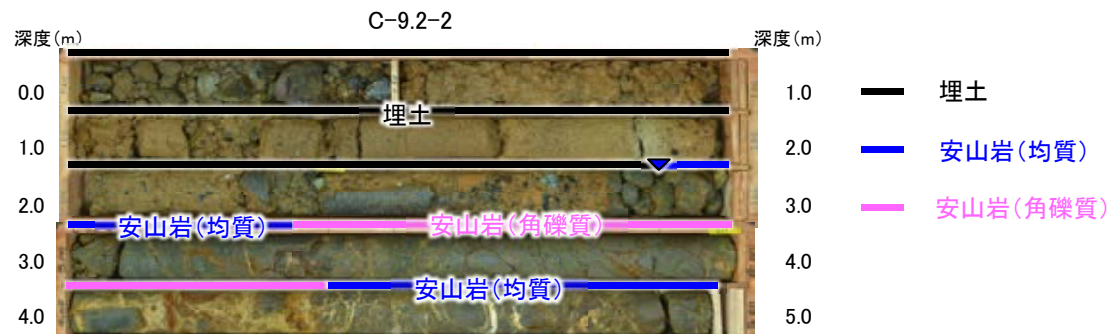 C-9.2-2
深度(m) 深度(m)
0.0 1.0
埋土
埋土
1.0 2.0
安山岩(均質)
2.0 3.0
安山岩(均質) 安山岩(角礫質)
安山岩(角礫質)
3.0 4.0
安山岩(均質)
4.0 5.0